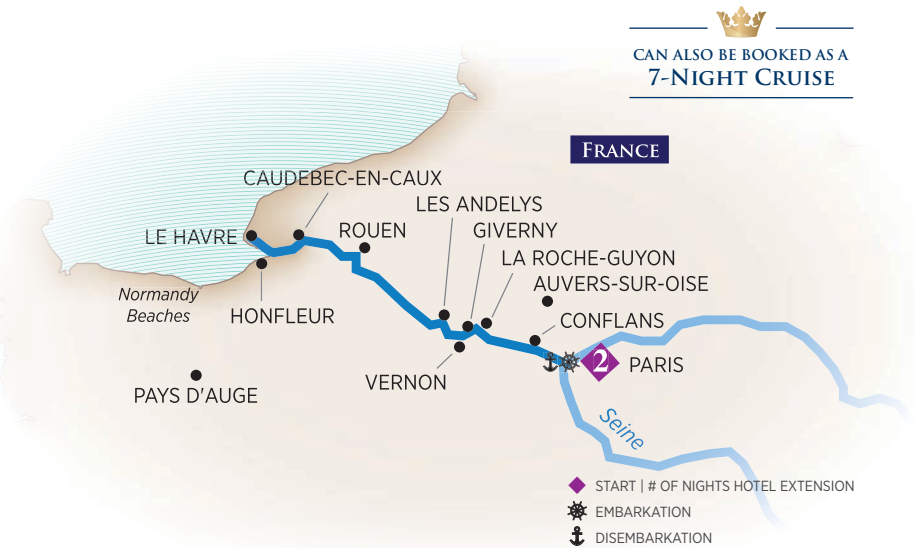 CAN ALSO BE BOOKED AS A
7-NIGHT CRUISE
FRANCE
CAUDEBEC-EN-CAUX
LES ANDELYS
LE HAVRE
ROUEN
GIVERNY
LA ROCHE-GUYON
AUVERS-SUR-OISE
Normandy
Beaches
HONFLEUR
CONFLANS
VERNON
2
PARIS
PAYS D'AUGE
Seine
START | # OF NIGHTS HOTEL EXTENSION
EMBARKATION
DISEMBARKATION